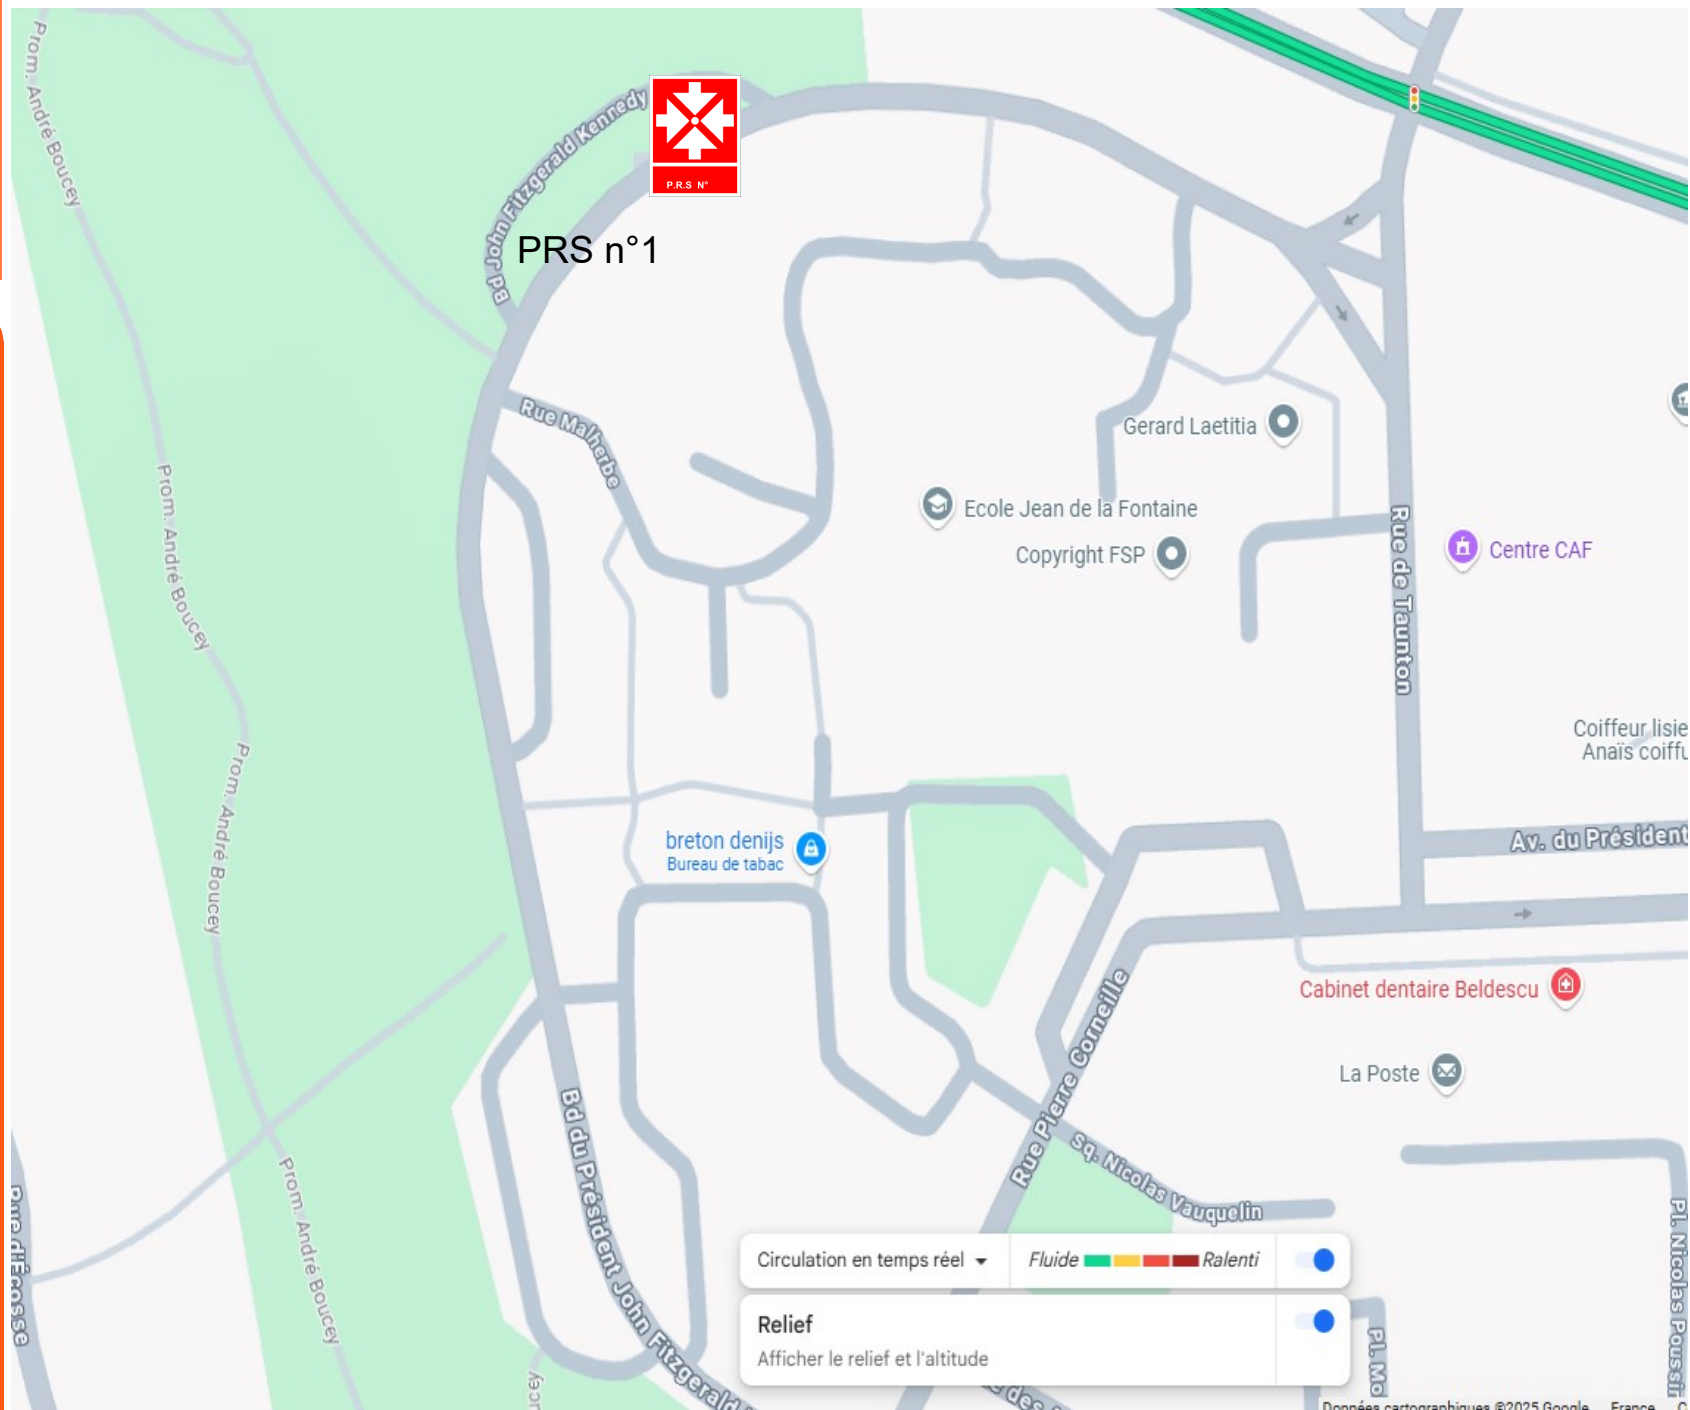 Prom. André Boucey
Bd John Fitzgerald Kennedy
P.R.S N°
PRS n°1
Rue Malherbe
Gerard Laetitia
Ecole Jean de la Fontaine
Copyright FSP
Rue de Taunton
Centre CAF
Prom. André Boucey
Coiffeur lisie
Anaïs coiffu
Prom. André Boucey
breton denijs
Bureau de tabac
Av. du Président
Cabinet dentaire Beldescu
La Poste
Rue Pierre Corneille
Sq. Nicolas Vauquelin
Bd du Président John Fitzgerald
Prom. André Boucey
Rue d'Écosse
Pl. Nicolas Poussin
Circulation en temps réel
Fluide
Ralenti
Relief
Afficher le relief et l'altitude
Pl. Mo
des
Données cartographiques ©2025 Google
France